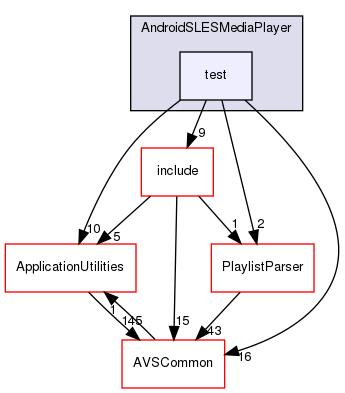 AndroidSLESMediaPlayer
test
9
include
10
5
1
2
ApplicationUtilities
PlaylistParser
1
145
15
43
16
AVSCommon